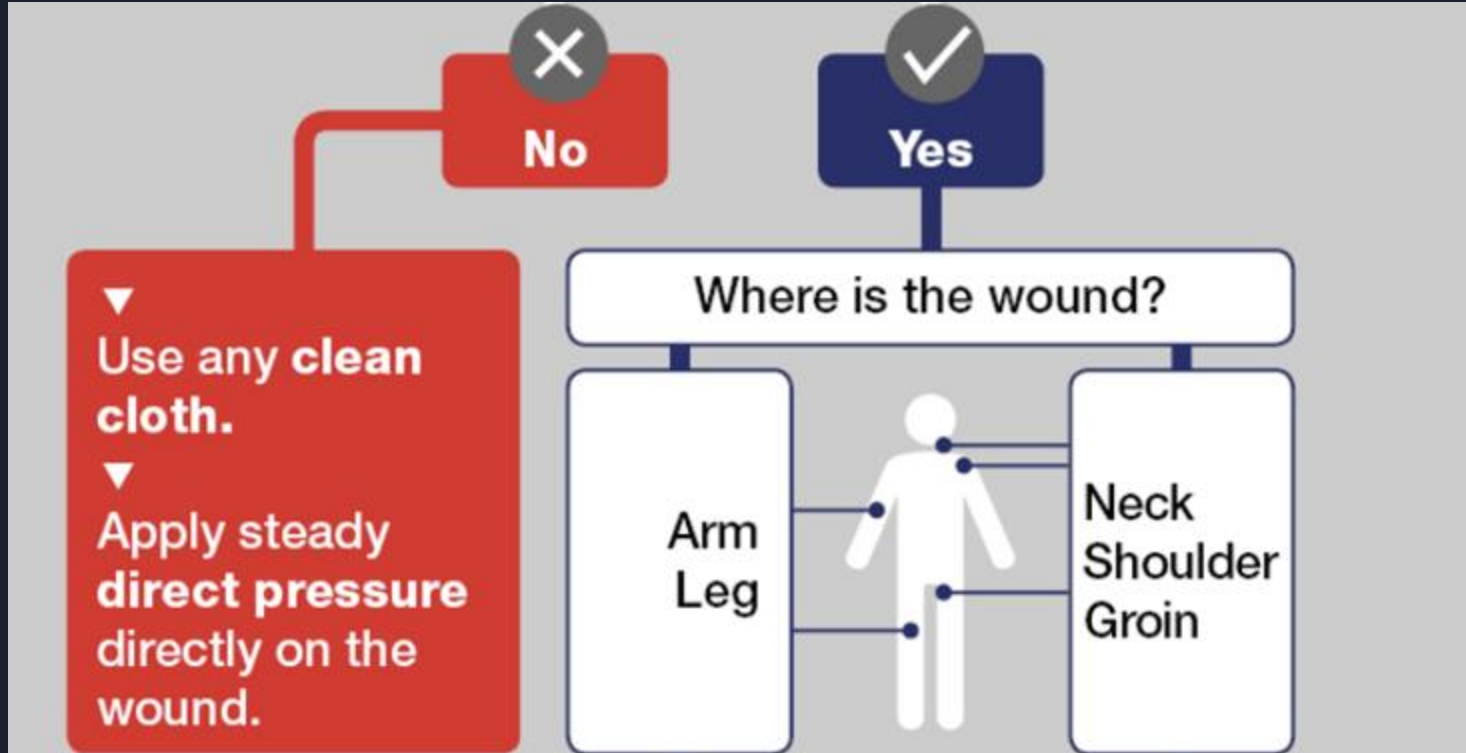 No
Yes
Use any clean
cloth.
Apply steady
direct pressure
directly on the
wound.
Where is the wound?
Arm
Leg
Neck
Shoulder
Groin